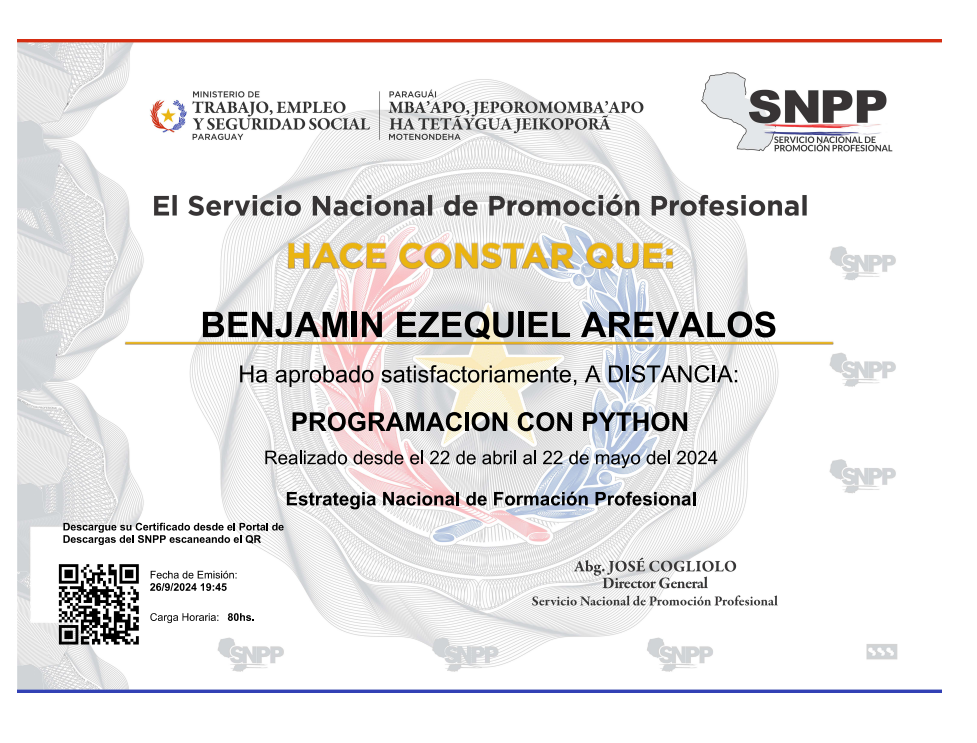 MINISTERIO DE
TRABAJO, EMPLEO
Y SEGURIDAD SOCIAL
PARAGUAY
PARAGUÁI
MBA'APO, JEPOROMOMBA'APO
HA TETÃỸGUA JEIKOPORÃ
MOTENONDEHA
SNPP
SERVICIO NACIONAL DE
PROMOCIÓN PROFESIONAL
El Servicio Nacional de Promoción Profesional
HACE CONSTAR QUE:
SNPP
BENJAMIN EZEQUIEL AREVALOS
Ha aprobado satisfactoriamente, A DISTANCIA:
SNPP
PROGRAMACION CON PYTHON
Realizado desde el 22 de abril al 22 de mayo del 2024
SNPP
Estrategia Nacional de Formación Profesional
Descargue su Certificado desde el Portal de
Descargas del SNPP escaneando el QR
Fecha de Emisión:
26/9/2024 19:45
Carga Horaria: 80hs.
Abg. JOSÉ COGLIOLO
Director General
Servicio Nacional de Promoción Profesional
SNPP
SNPP
SNPP